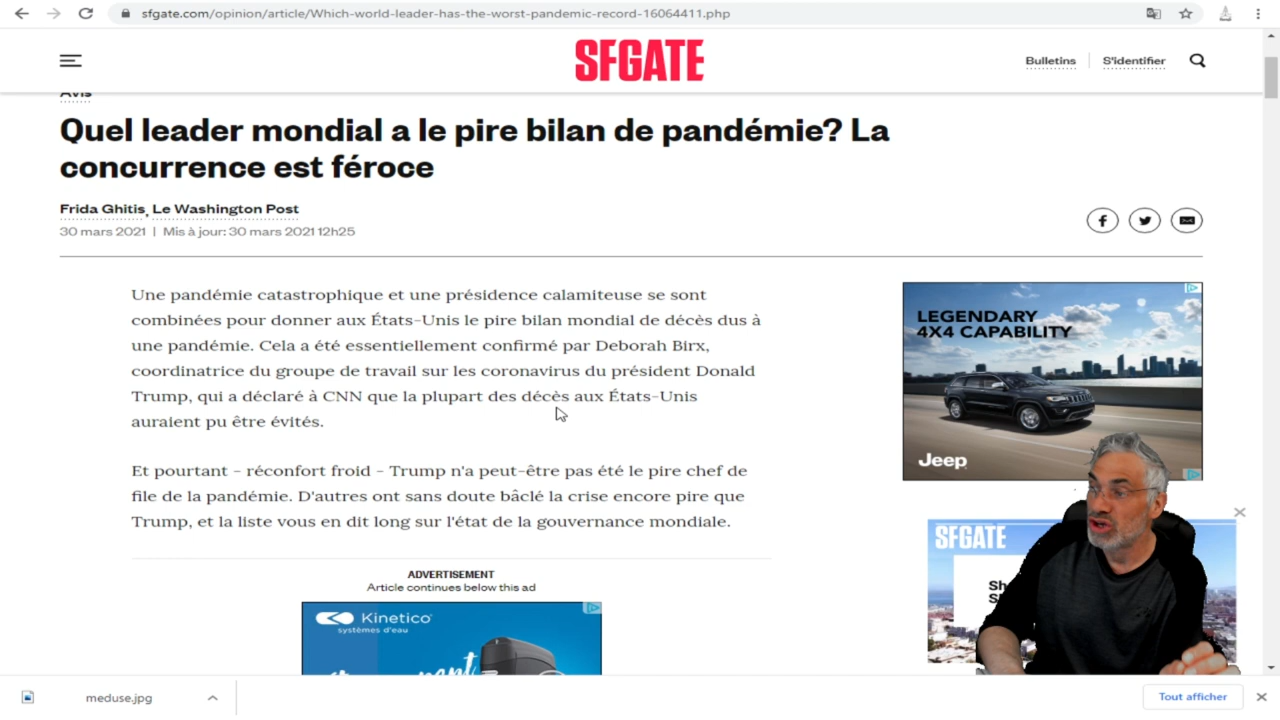 sfgate.com/opinion/article/Which-world-leader-has-the-worst-pandemic-record-16064411.php
SFGATE
Bulletins
S'identifier
Avis
Quel leader mondial a le pire bilan de pandémie? La
concurrence est féroce
Frida Ghitis, Le Washington Post
30 mars 2021 | Mis à jour: 30 mars 2021 12h25
Une pandémie catastrophique et une présidence calamiteuse se sont
combinées pour donner aux États-Unis le pire bilan mondial de décès dus à
une pandémie. Cela a été essentiellement confirmé par Deborah Birx,
coordinatrice du groupe de travail sur les coronavirus du président Donald
Trump, qui a déclaré à CNN que la plupart des décès aux États-Unis
auraient pu être évités.
Et pourtant - réconfort froid - Trump n'a peut-être pas été le pire chef de
file de la pandémie. D'autres ont sans doute bâclé la crise encore pire que
Trump, et la liste vous en dit long sur l'état de la gouvernance mondiale.
LEGENDARY
4X4 CAPABILITY
Jeep
SFGATE
ADVERTISEMENT
Article continues below this ad
Kinetico
systèmes d'eau
meduse.jpg
Tout afficher